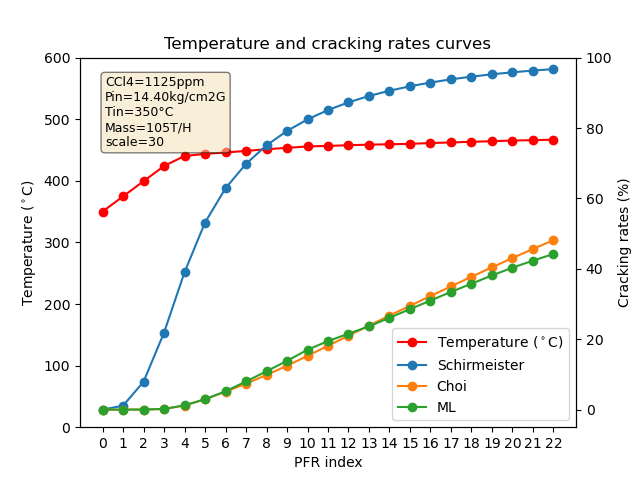 Temperature and cracking rates curves
600
500
400
300
200
100
0
Temperature (°C)
CCl4=1125ppm
Pin=14.40kg/cm2G
Tin=350°C
Mass=105T/H
scale=30
100
80
60
40
20
0
Cracking rates (%)
Temperature (°C)
Schirmeister
Choi
ML
0 1 2 3 4 5 6 7 8 9 10 11 12 13 14 15 16 17 18 19 20 21 22
PFR index